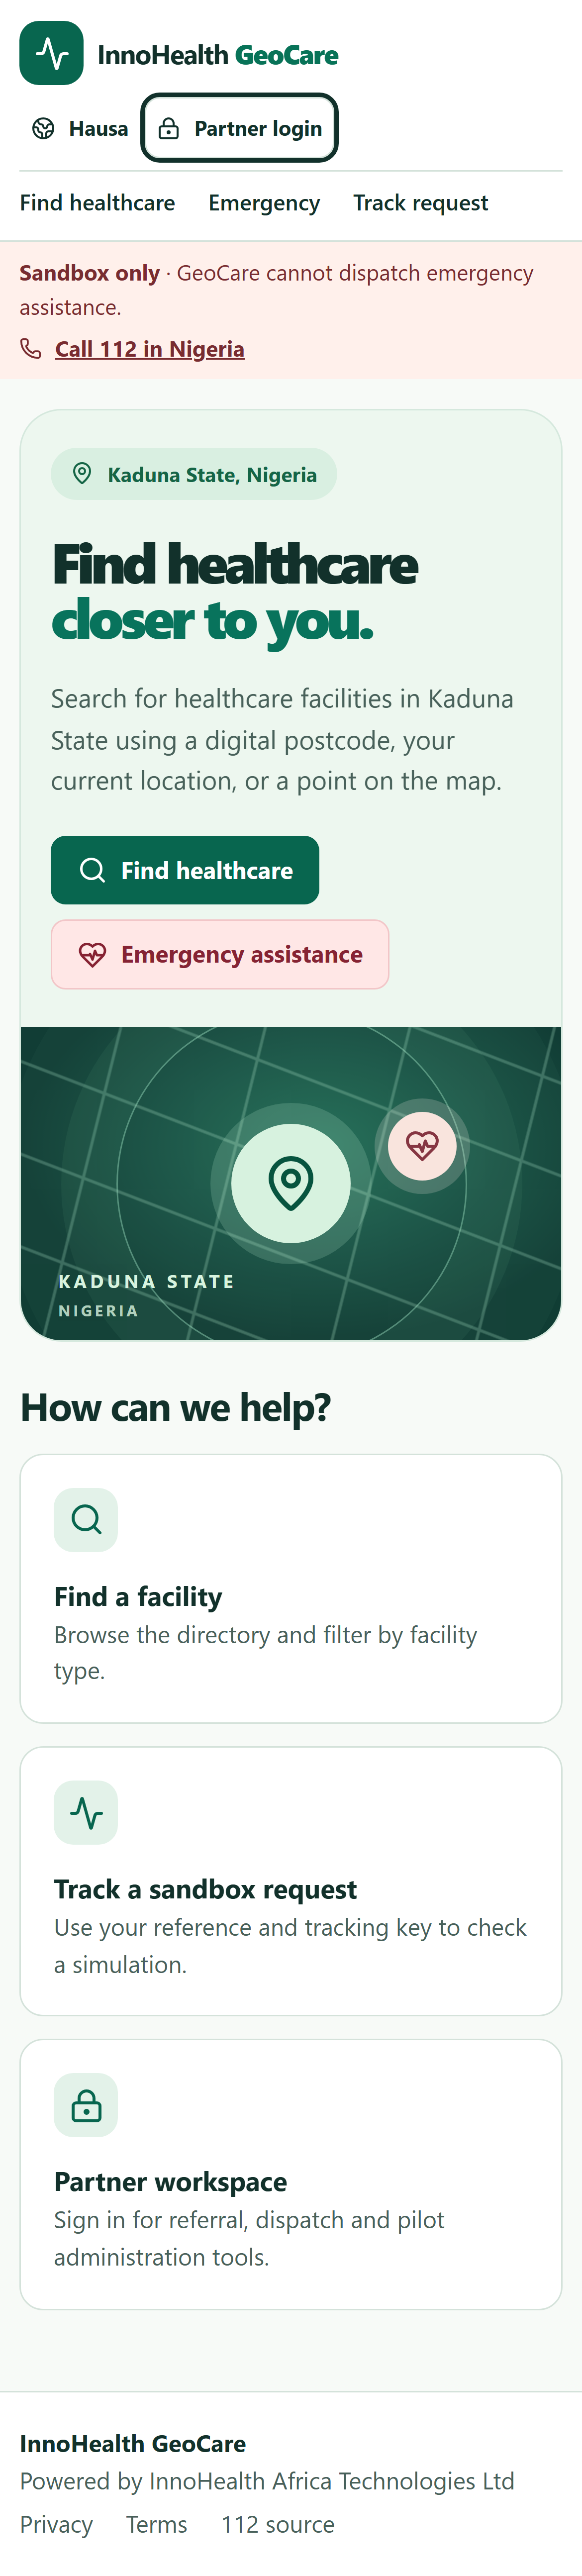 InnoHealth GeoCare
Hausa Partner login
Find healthcare Emergency Track request
Sandbox only · GeoCare cannot dispatch emergency
assistance.
Call 112 in Nigeria
Kaduna State, Nigeria
Find healthcare
closer to you.
Search for healthcare facilities in Kaduna
State using a digital postcode, your
current location, or a point on the map.
Find healthcare
Emergency assistance
KADUNA STATE
NIGERIA
How can we help?
Find a facility
Browse the directory and filter by facility
type.
Track a sandbox request
Use your reference and tracking key to check
a simulation.
Partner workspace
Sign in for referral, dispatch and pilot
administration tools.
InnoHealth GeoCare
Powered by InnoHealth Africa Technologies Ltd
Privacy Terms 112 source